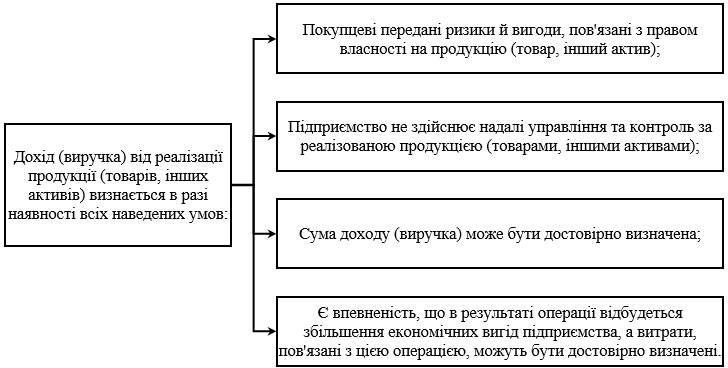 Дохід (виручка) від реалізації
продукції (товарів, інших
активів) визнається в разі
наявності всіх наведених умов:
Покупцеві передані ризики й вигоди, пов'язані з правом
власності на продукцію (товар, інший актив);
Підприємство не здійснює надалі управління та контроль за
реалізованою продукцією (товарами, іншими активами);
Сума доходу (виручка) може бути достовірно визначена;
Є впевненість, що в результаті операції відбудеться
збільшення економічних вигід підприємства, а витрати,
пов'язані з цією операцією, можуть бути достовірно визначені.